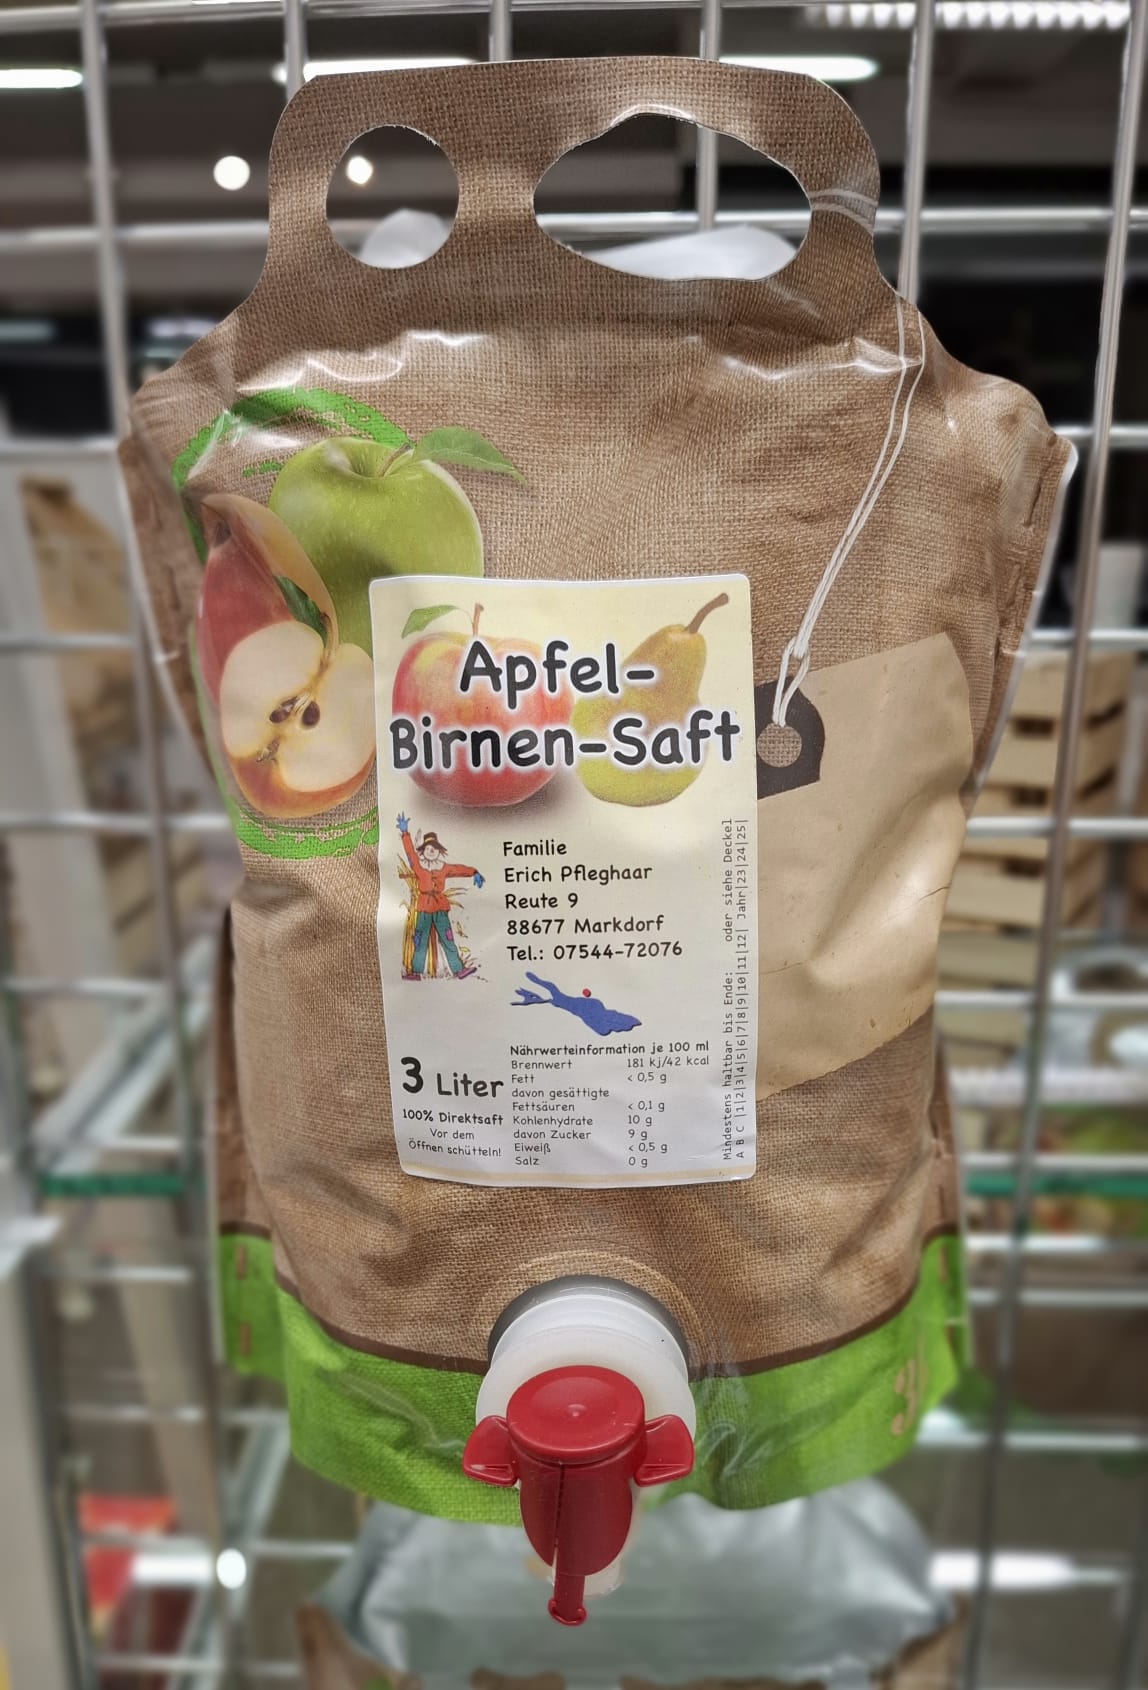 Apfel-
Birnen-Saft
Familie
Erich Pfleghaar
Reute 9
88677 Markdorf
Tel.: 07544-72076
3 Liter
100% Direktsaft
Vor dem
Öffnen schütteln!
Nährwerteinformation je 100 ml
Brennwert 181 kj/42 kcal
Fett < 0,5 g
davon gesättigte
Fettsäuren < 0,1 g
Kohlenhydrate 10 g
davon Zucker 9 g
Eiweiß < 0,5 g
Salz 0 g
Mindestens haltbar bis Ende: oder siehe Deckel
A B C |1|2|3|4|5|6|7|8|9|10|11|12| Jahr|23|24|25|